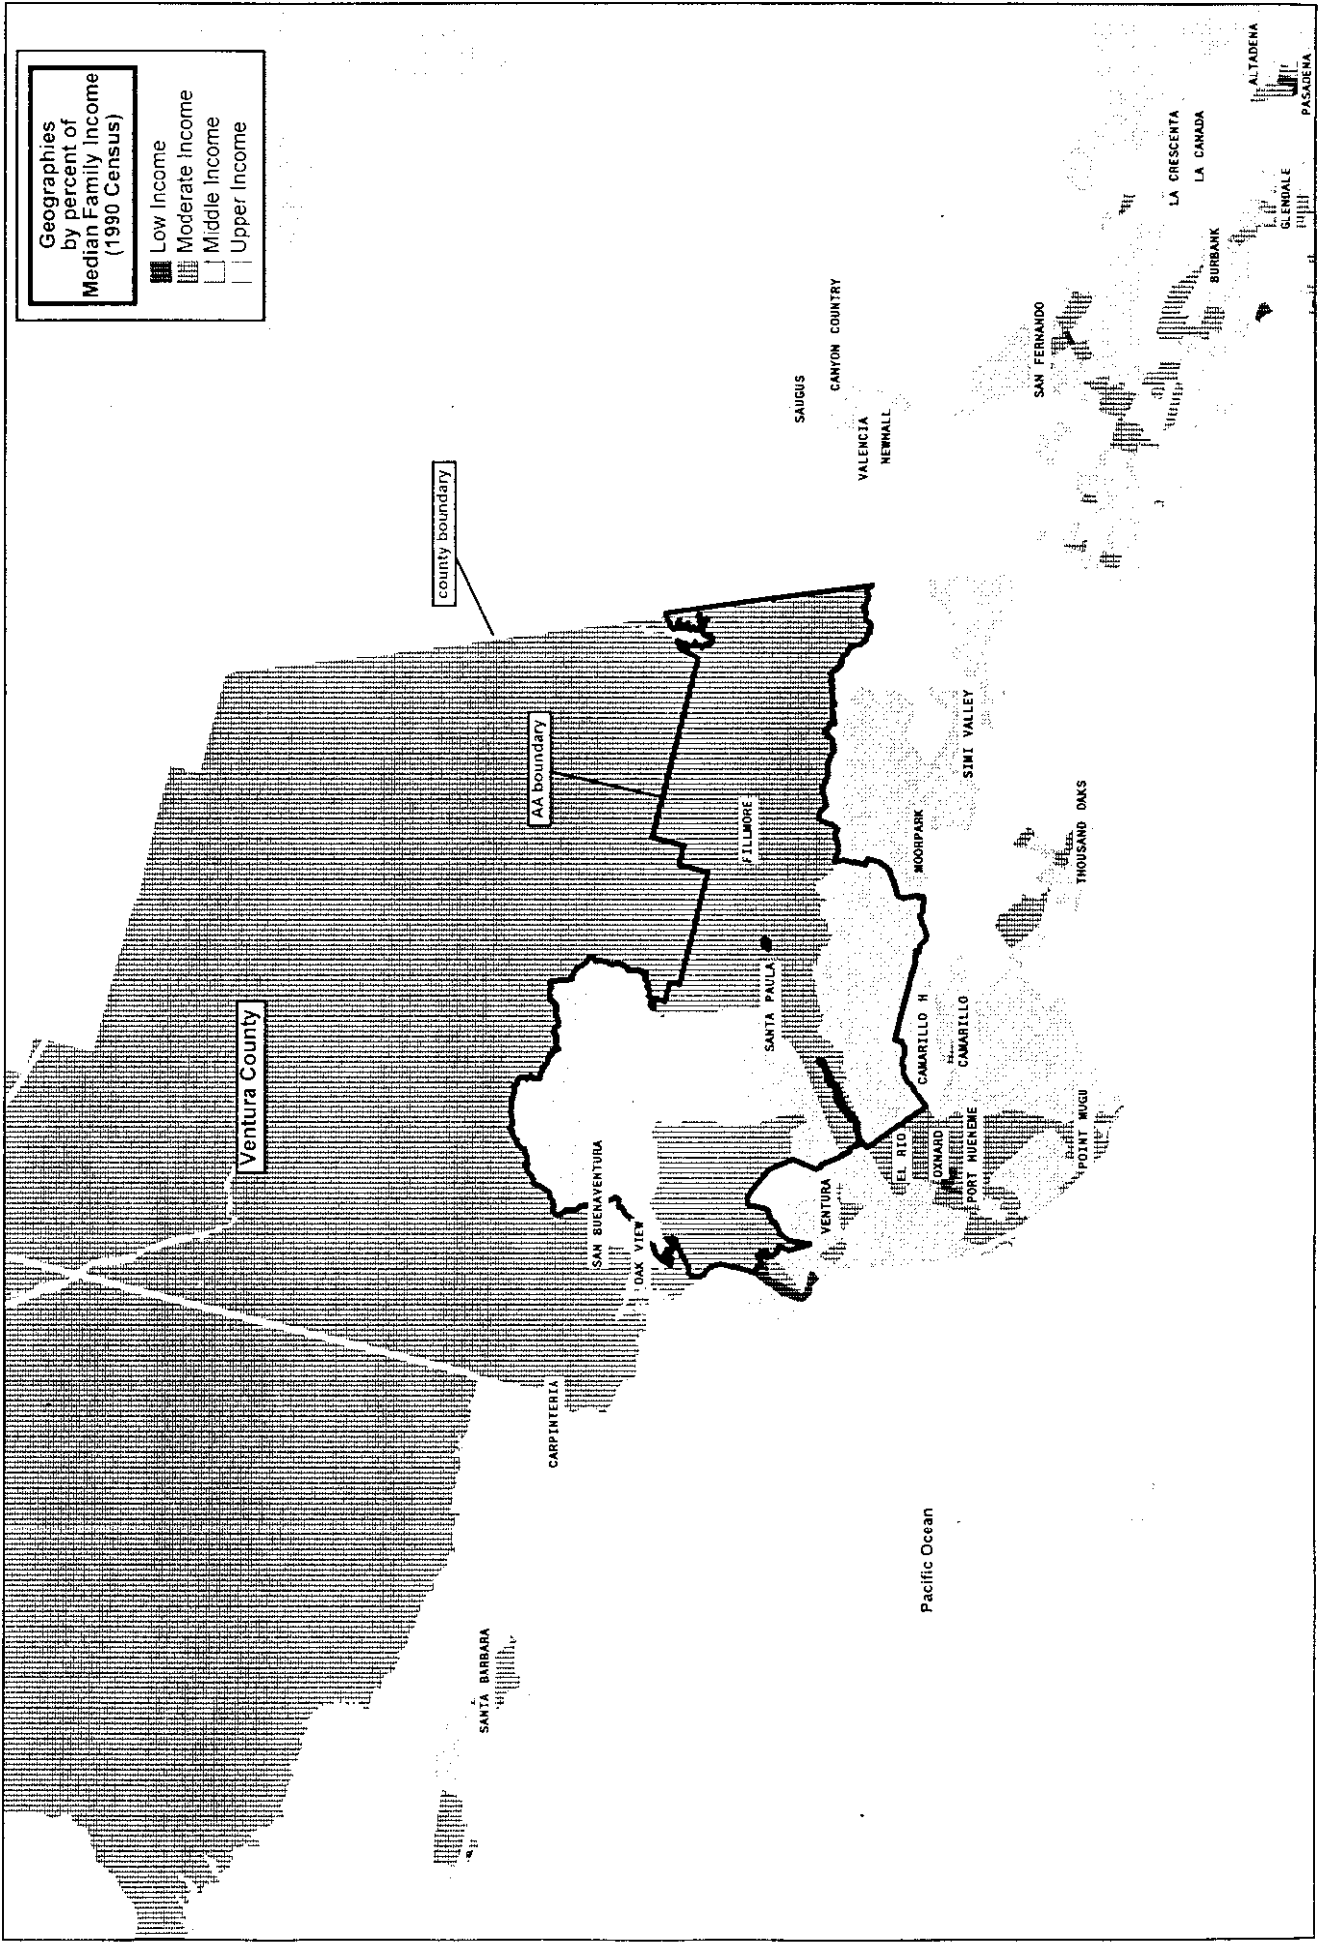 Geographies
by percent of
Median Family Income
(1990 Census)
Low Income
Moderate Income
Middle Income
Upper Income
Ventura County
county boundary
AA boundary
SANTA BARBARA
CARPINTERIA
SAN BUENAVENTURA
OAK VIEW
VENTURA
SANTA PAULA
FILLMORE
EL RIO
OXNARD
PORT HUENEME
CAMARILLO H
CAMARILLO
POINT MUGU
MOORPARK
SIMI VALLEY
THOUSAND OAKS
SAUGUS
CANYON COUNTRY
VALENCIA
NEWHALL
SAN FERNANDO
BURBANK
LA CRESCENTA
LA CANADA
GLENDALE
ALTADENA
PASADENA
Pacific Ocean